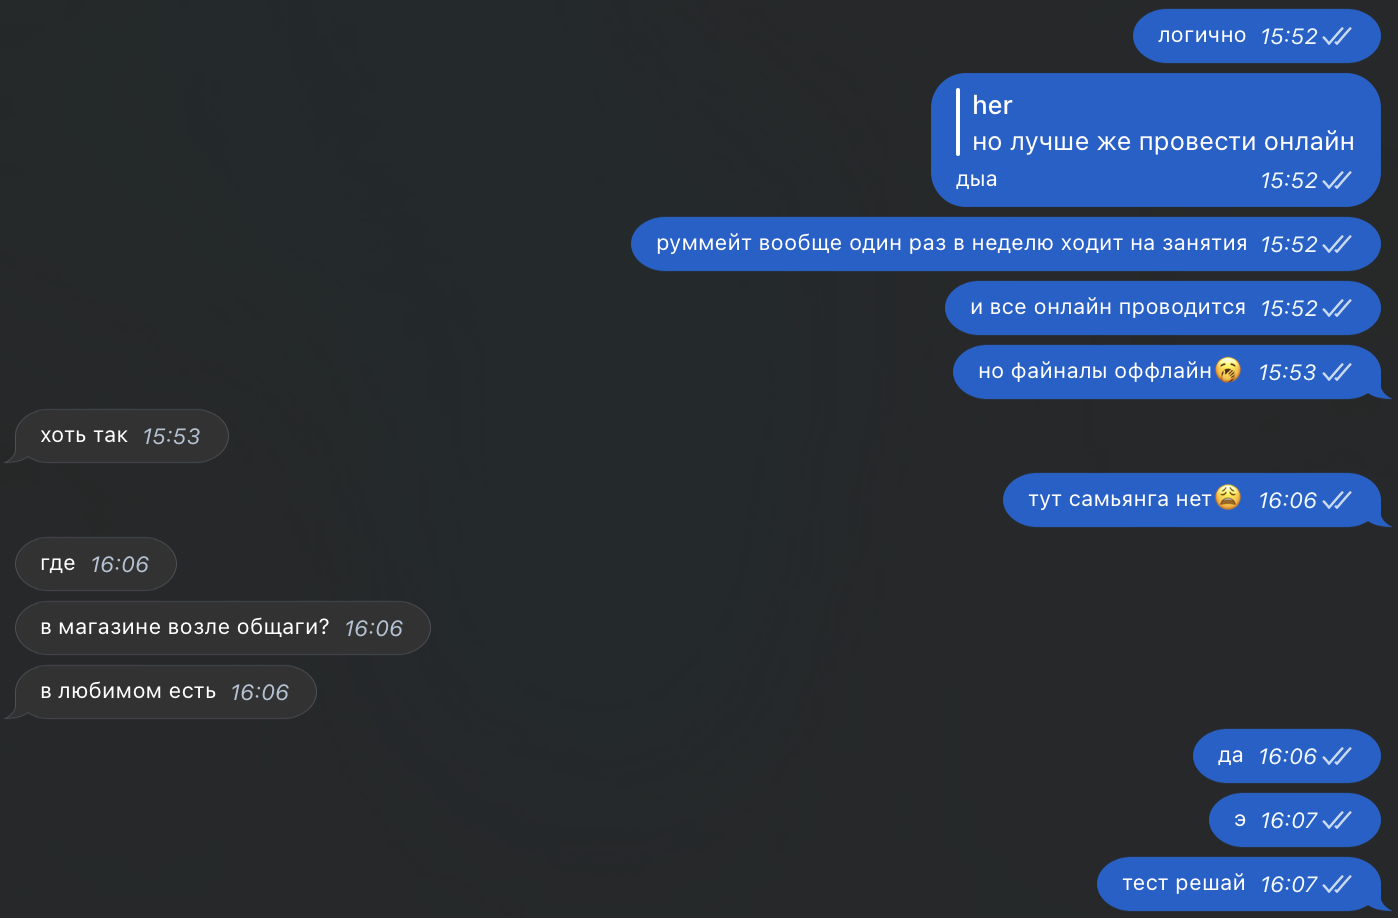 логично 15:52
her
но лучше же провести онлайн
дыа 15:52
руммейт вообще один раз в неделю ходит на занятия 15:52
и все онлайн проводится 15:52
но файналы оффлайн🥱 15:53
хоть так 15:53
тут самьянга нет😩 16:06
где 16:06
в магазине возле общаги? 16:06
в любимом есть 16:06
да 16:06
э 16:07
тест решай 16:07